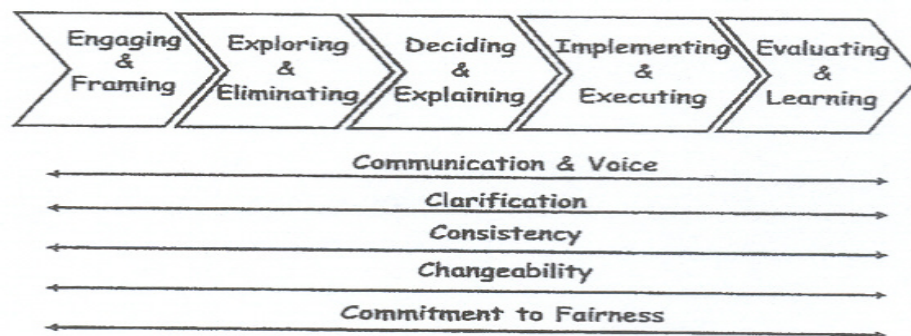 Engaging
&
Framing
Exploring
&
Eliminating
Deciding
&
Explaining
Implementing
&
Executing
Evaluating
&
Learning
Communication & Voice
Clarification
Consistency
Changeability
Commitment to Fairness